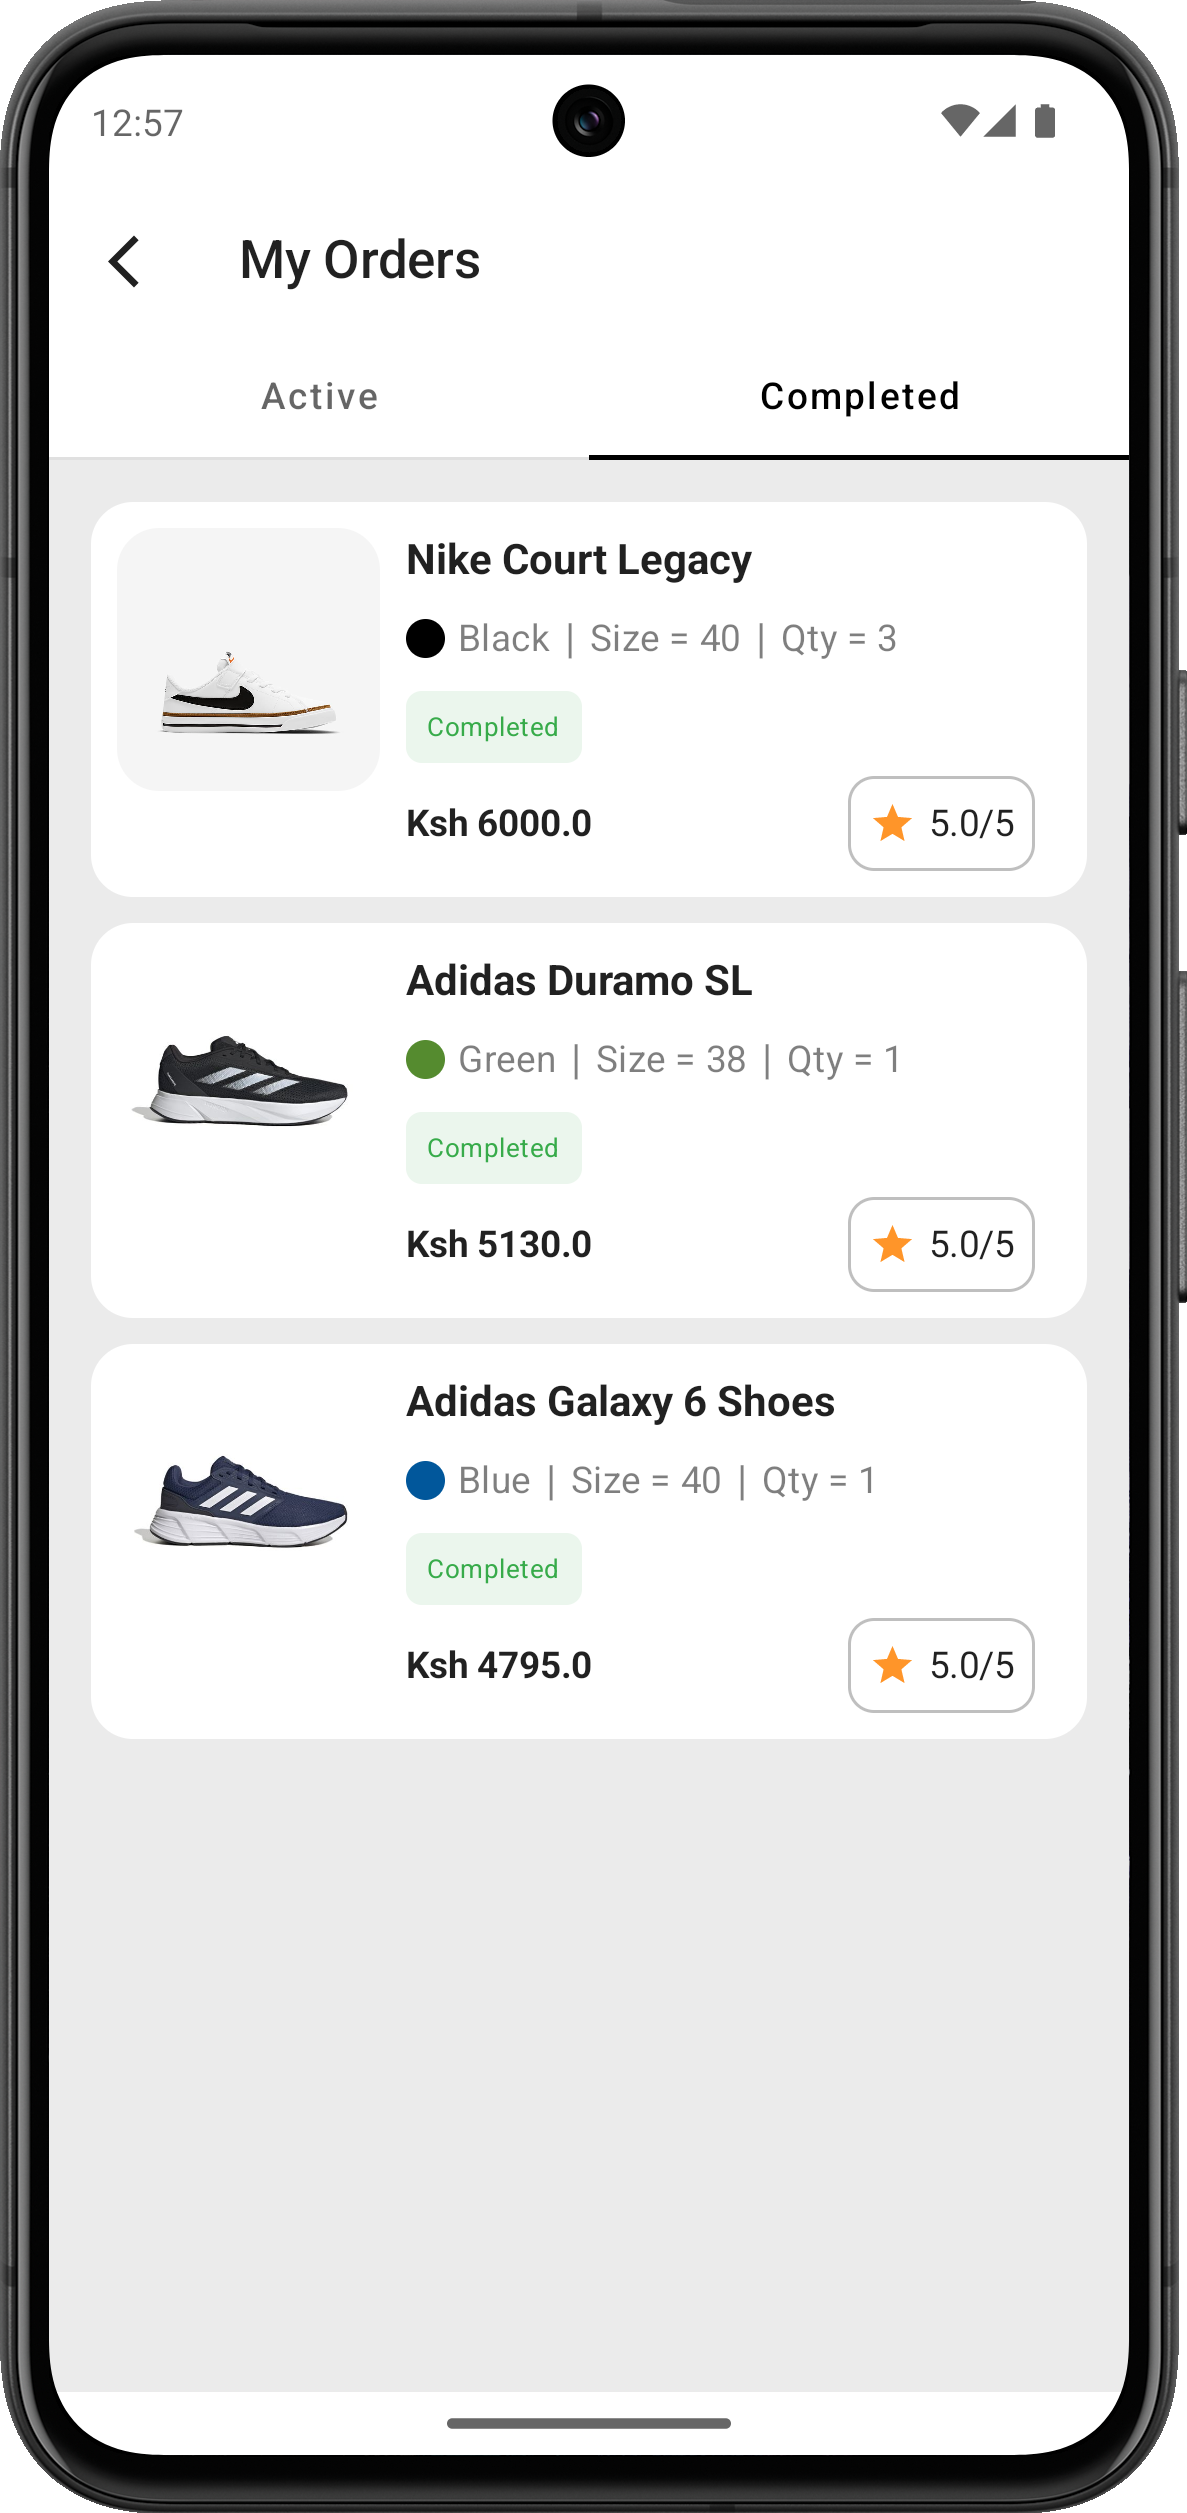 12:57
My Orders
Active
Completed
Nike Court Legacy
Black | Size = 40 | Qty = 3
Completed
Ksh 6000.0
5.0/5
Adidas Duramo SL
Green | Size = 38 | Qty = 1
Completed
Ksh 5130.0
5.0/5
Adidas Galaxy 6 Shoes
Blue | Size = 40 | Qty = 1
Completed
Ksh 4795.0
5.0/5